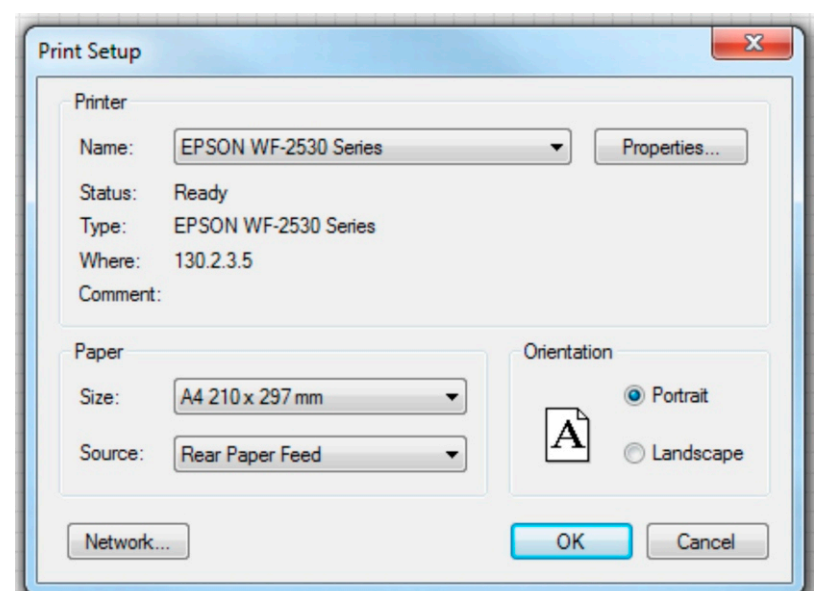 Print Setup
Printer
Name: EPSON WF-2530 Series Properties...
Status: Ready
Type: EPSON WF-2530 Series
Where: 130.2.3.5
Comment:
Paper
Size: A4 210 x 297 mm
Source: Rear Paper Feed
Orientation
A
Portrait
Landscape
Network... OK Cancel